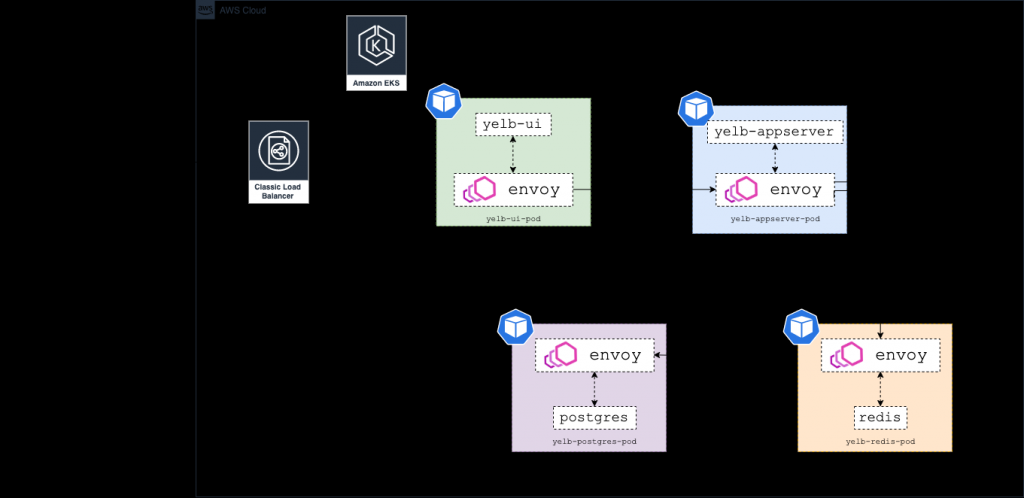 aws
AWS Cloud
Amazon EKS
Classic Load
Balancer
yelb-ui
envoy
yelb-ui-pod
yelb-appserver
envoy
yelb-appserver-pod
envoy
postgres
yelb-postgres-pod
envoy
redis
yelb-redis-pod